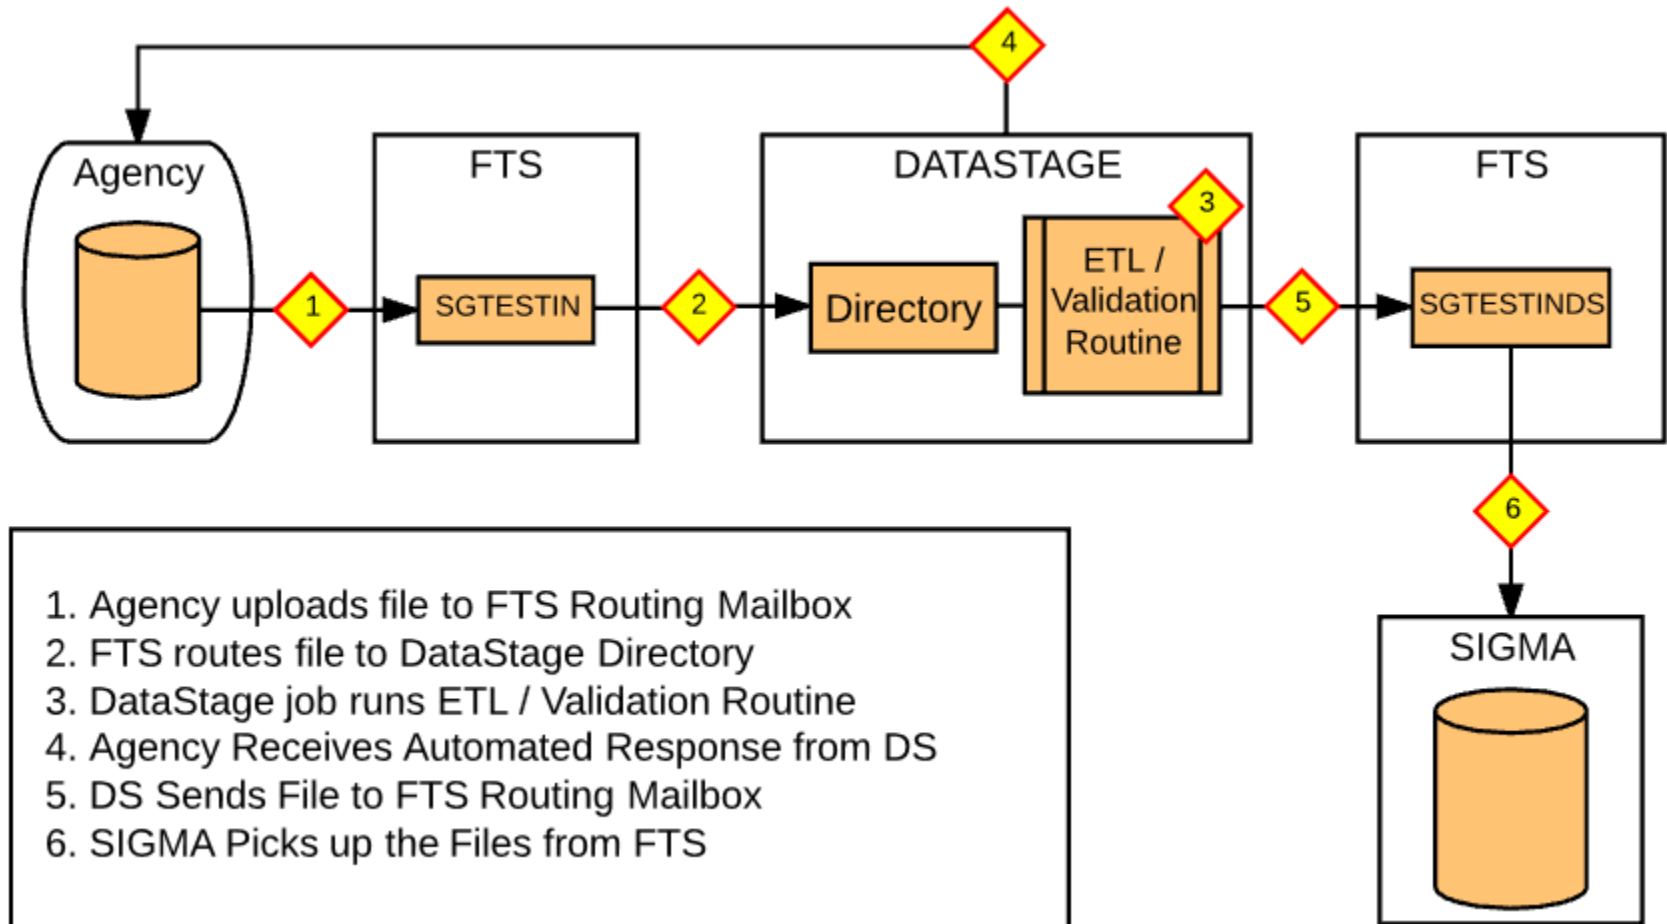 4
Agency
FTS
DATASTAGE
FTS
3
ETL /
Validation
Routine
1
SGTESTIN
2
Directory
5
SGTESTINDS
6
SIGMA
1. Agency uploads file to FTS Routing Mailbox
2. FTS routes file to DataStage Directory
3. DataStage job runs ETL / Validation Routine
4. Agency Receives Automated Response from DS
5. DS Sends File to FTS Routing Mailbox
6. SIGMA Picks up the Files from FTS